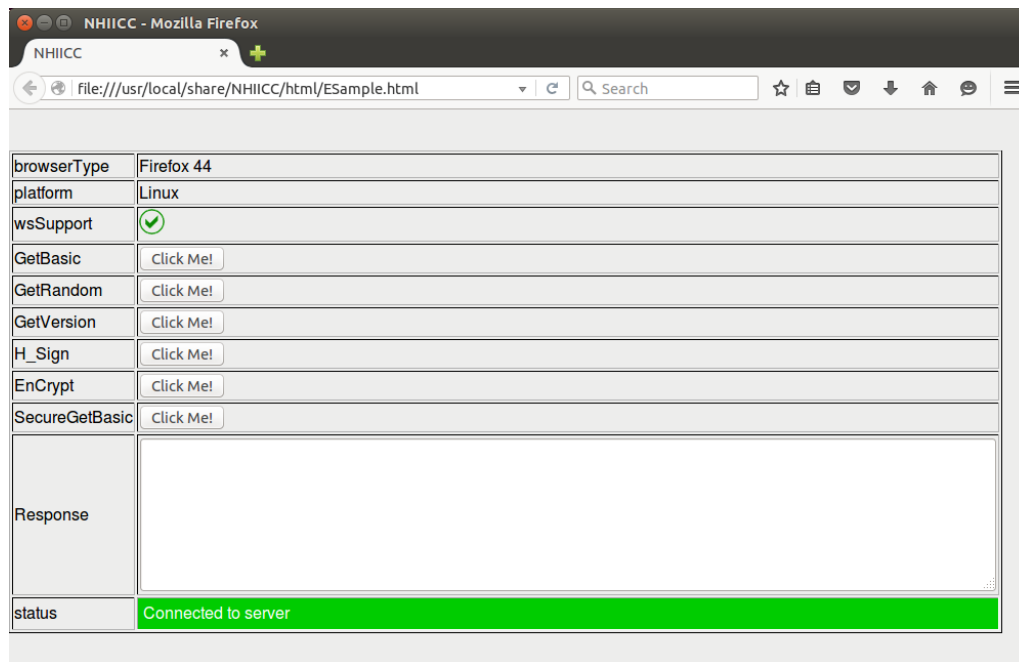 NHIICC - Mozilla Firefox
NHIICC
file:///usr/local/share/NHIICC/html/ESample.html
Search
browserType Firefox 44
platform Linux
wsSupport
GetBasic Click Me!
GetRandom Click Me!
GetVersion Click Me!
H_Sign Click Me!
EnCrypt Click Me!
SecureGetBasic Click Me!
Response
status Connected to server